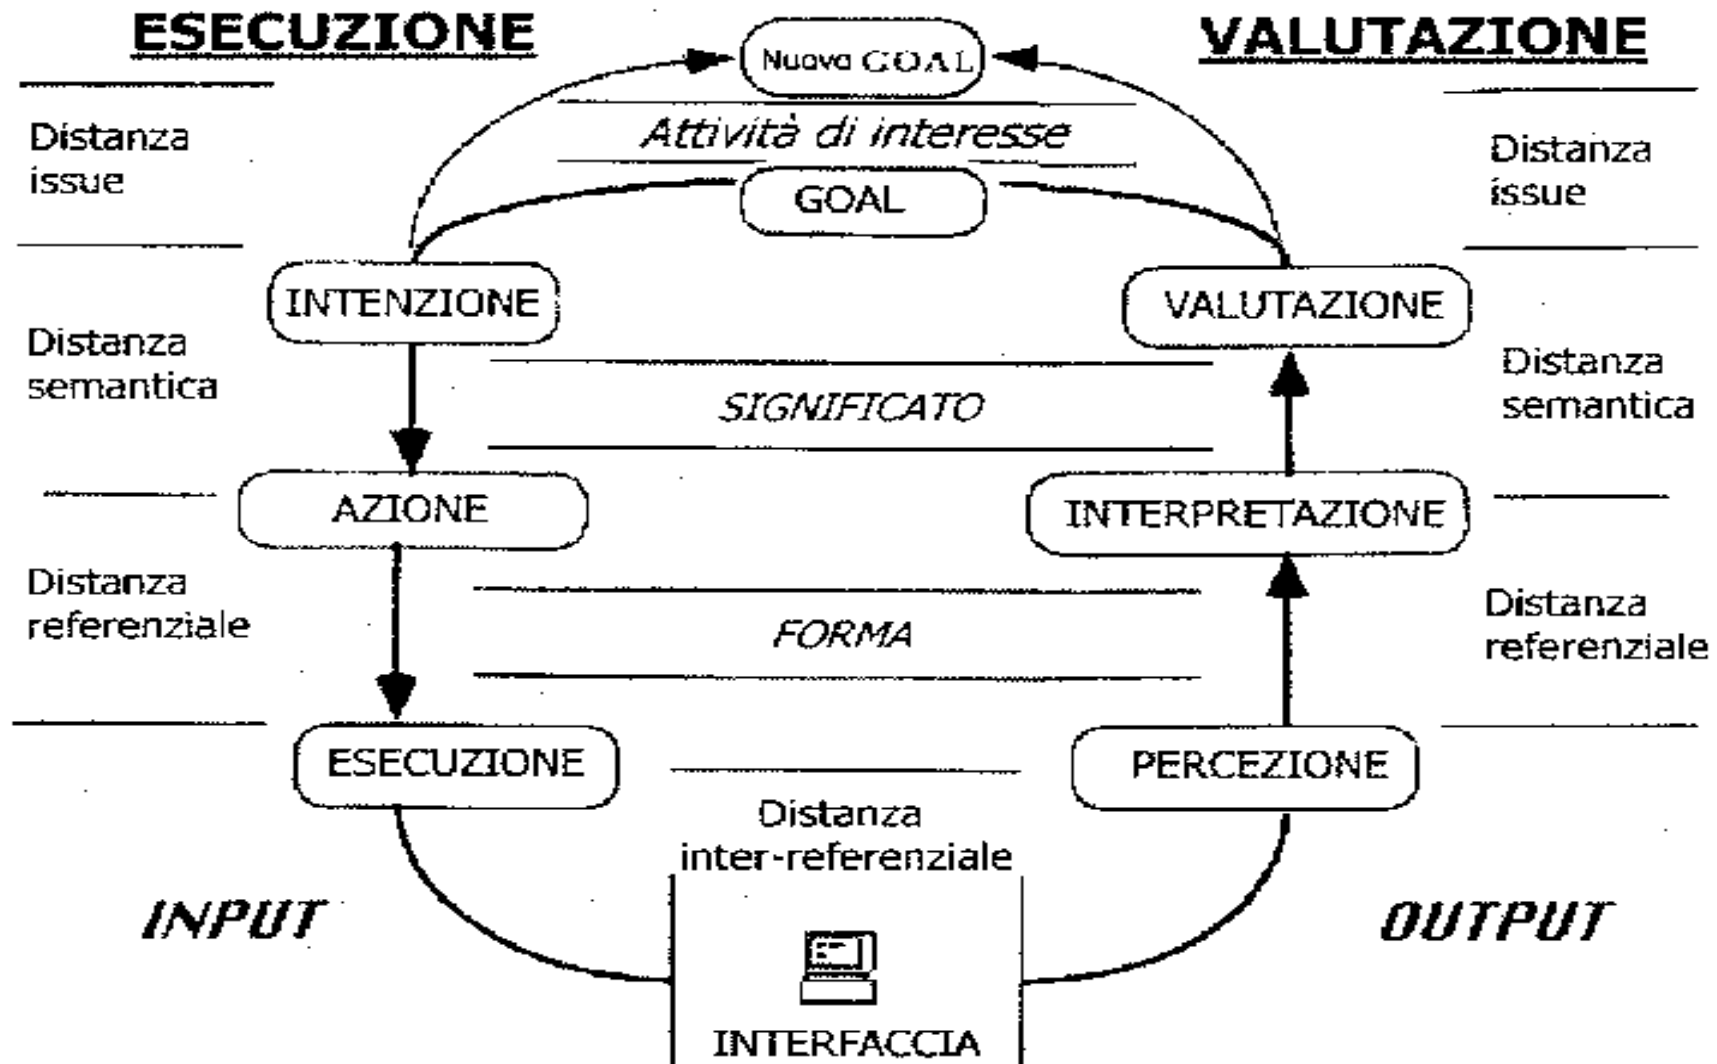 ESECUZIONE
VALUTAZIONE
Nuova GOAL
Attività di interesse
GOAL
Distanza
issue
Distanza
issue
INTENZIONE
VALUTAZIONE
Distanza
semantica
SIGNIFICATO
Distanza
semantica
AZIONE
INTERPRETAZIONE
Distanza
referenziale
FORMA
Distanza
referenziale
ESECUZIONE
PERCEZIONE
Distanza
inter-referenziale
INPUT
OUTPUT
INTERFACCIA